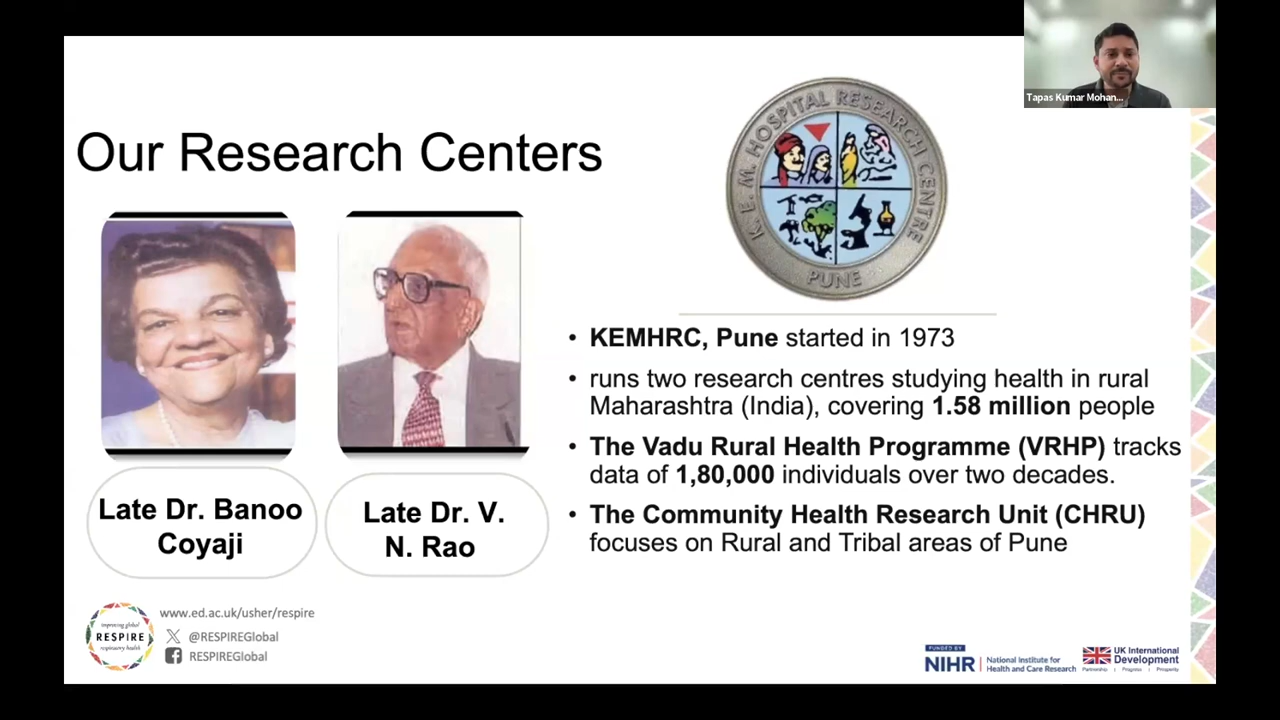 Tapas Kumar Mohan...
Our Research Centers
K. E. M. HOSPITAL RESEARCH CENTRE
PUNE
Late Dr. Banoo
Coyaji
Late Dr. V.
N. Rao
• KEMHRC, Pune started in 1973
• runs two research centres studying health in rural
Maharashtra (India), covering 1.58 million people
• The Vadu Rural Health Programme (VRHP) tracks
data of 1,80,000 individuals over two decades.
• The Community Health Research Unit (CHRU)
focuses on Rural and Tribal areas of Pune
improving global
RESPIRE
respiratory health
www.ed.ac.uk/usher/respire
@RESPIREGlobal
RESPIREGlobal
FUNDED BY
NIHR | National Institute for
Health and Care Research
UK International
Development
Partnership | Progress | Prosperity